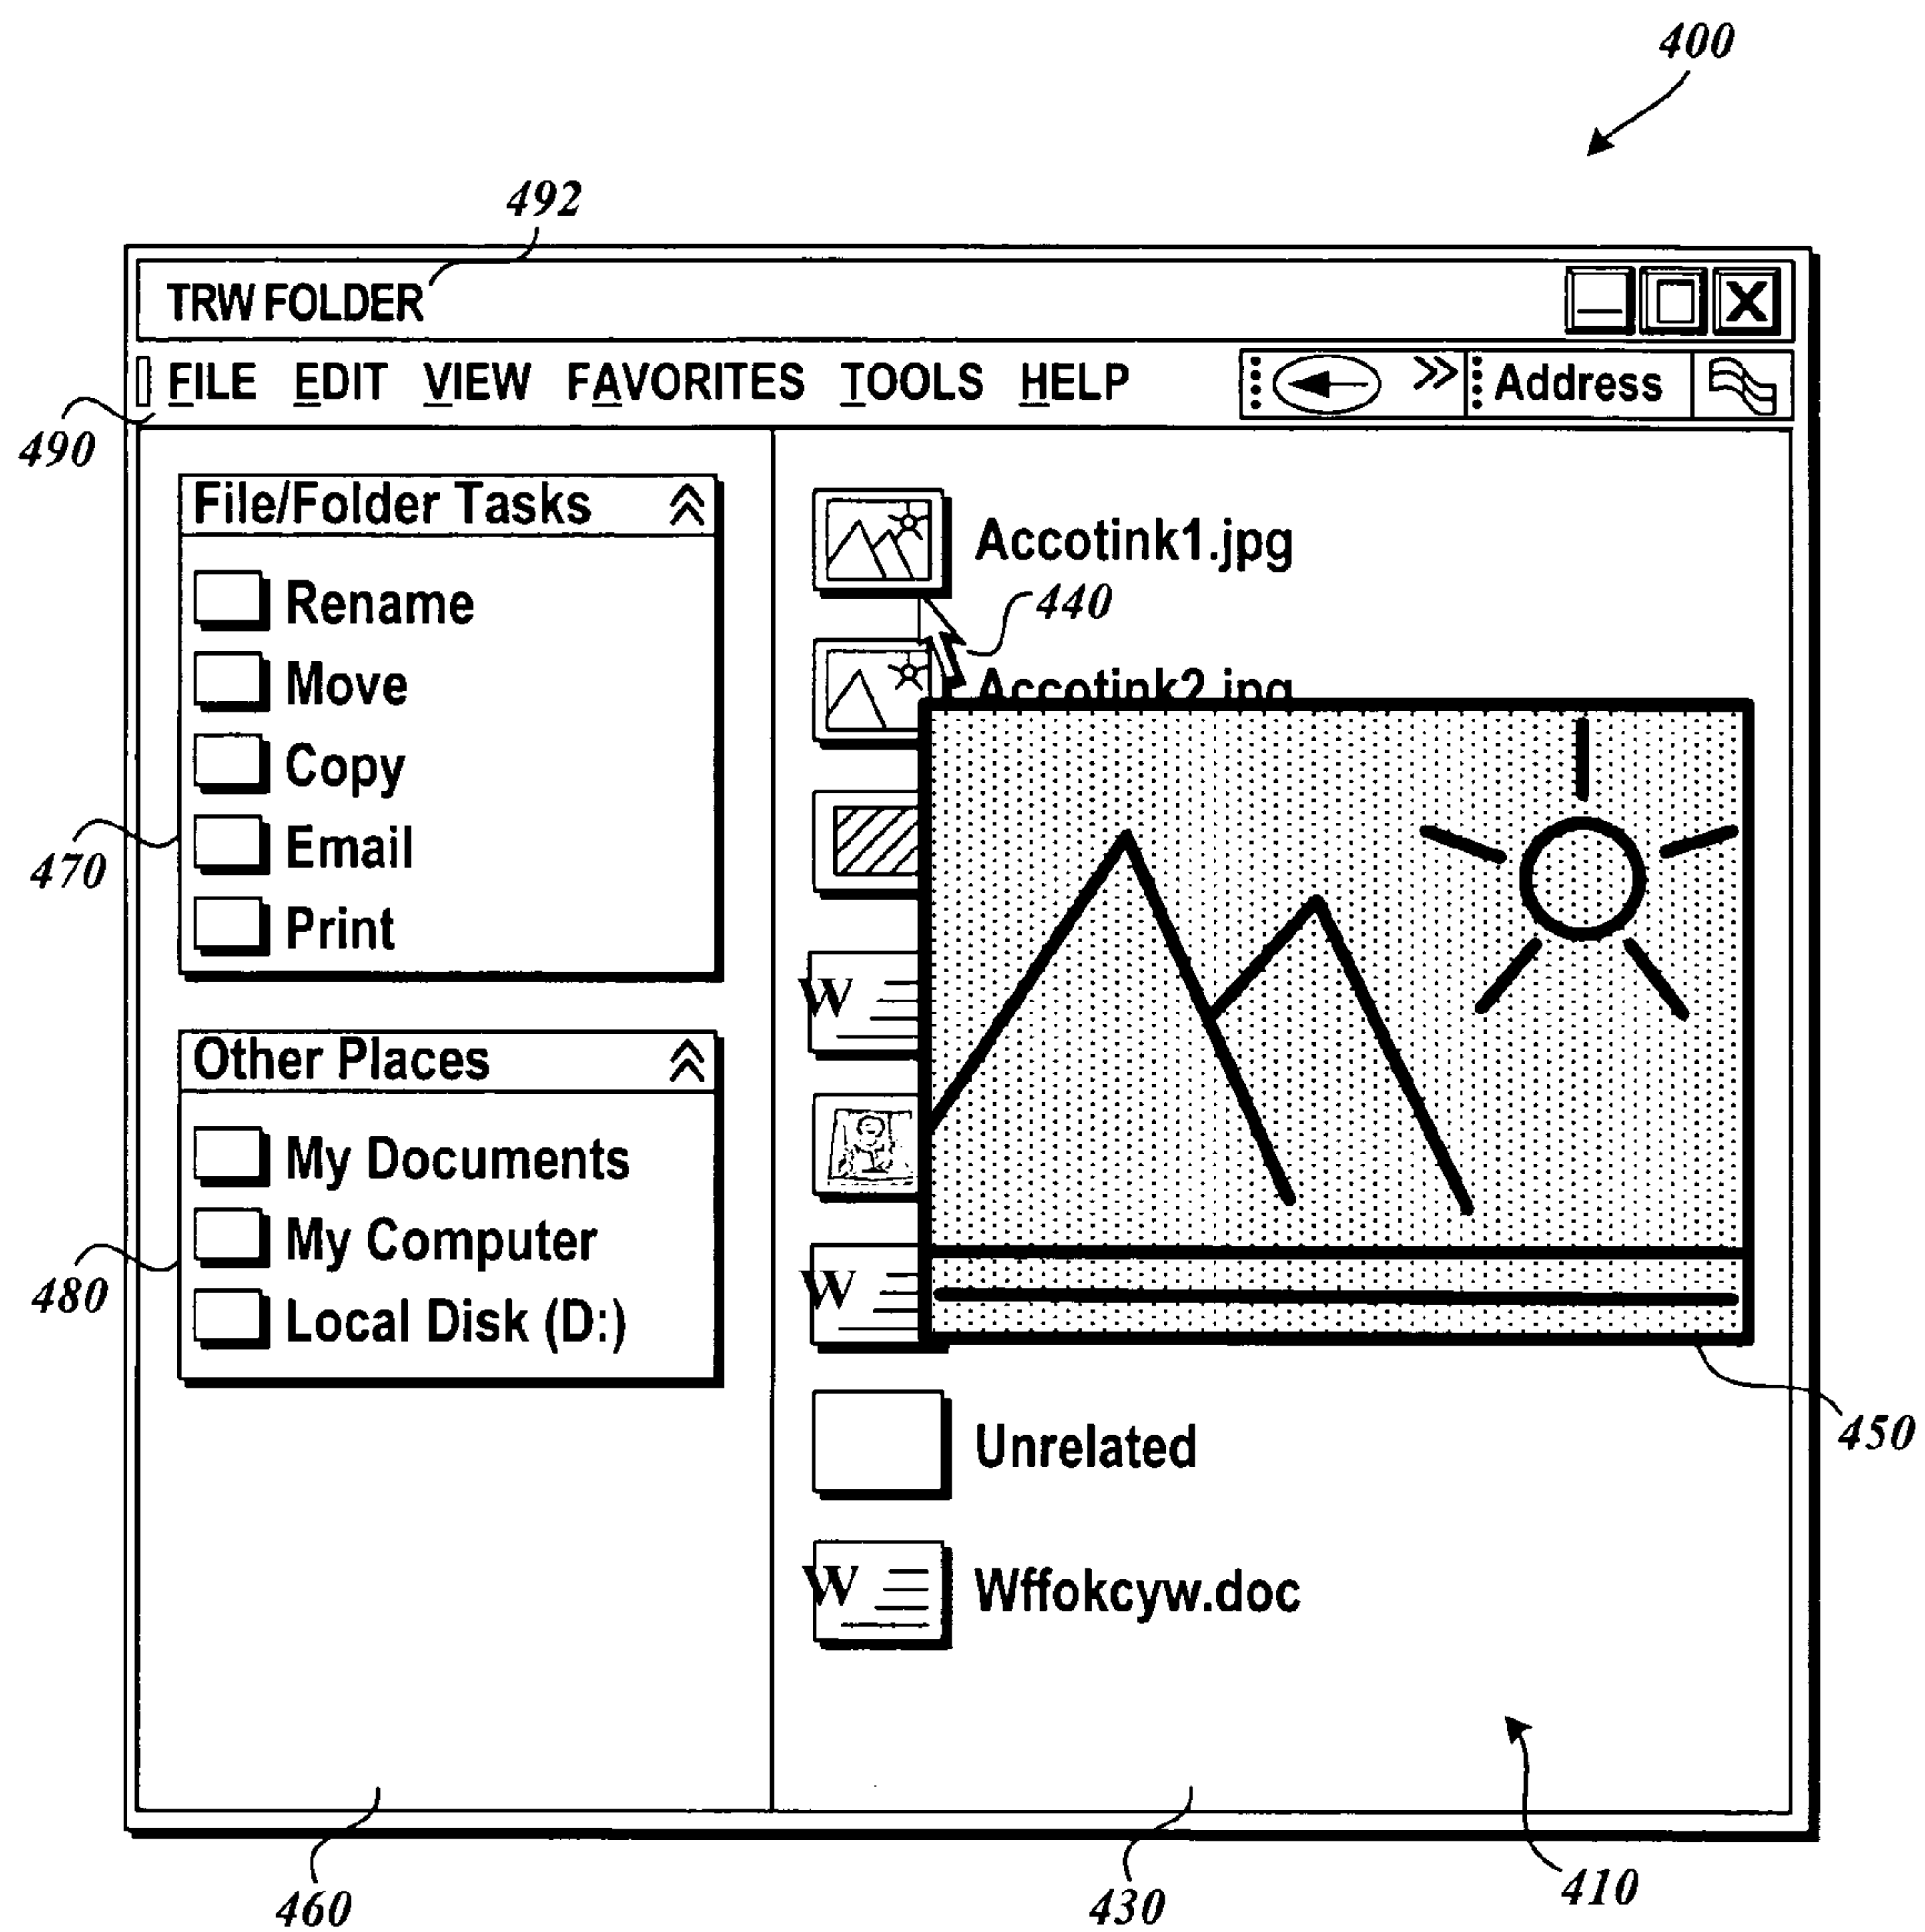 400
492
TRW FOLDER
FILE EDIT VIEW FAVORITES TOOLS HELP Address
490
File/Folder Tasks
Accotink1.jpg
Rename
440
Move
Accotink2.jpg
Copy
Email
470
Print
W
Other Places
My Documents
My Computer
480
W
Local Disk (D:)
450
Unrelated
W Wffokcyw.doc
410
460
430